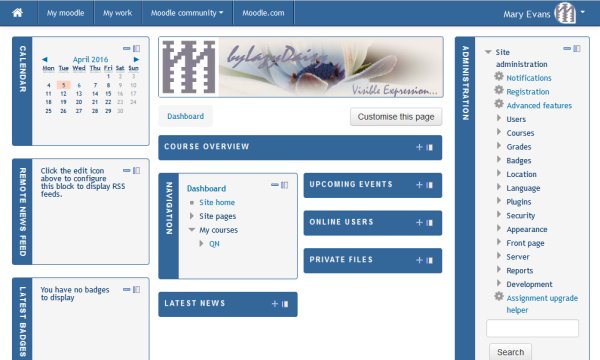 My moodle
My work
Moodle community
Moodle.com
Mary Evans
CALENDAR
April 2016
Mon Tue Wed Thu Fri Sat Sun
1 2 3
4 5 6 7 8 9 10
11 12 13 14 15 16 17
18 19 20 21 22 23 24
25 26 27 28 29 30
REMOTE NEWS FEED
Click the edit icon
above to configure
this block to display RSS
feeds.
LATEST BADGES
You have no badges
to display
byLazyDaisy
Visible Expression...
Dashboard
Customise this page
COURSE OVERVIEW
NAVIGATION
Dashboard
Site home
Site pages
My courses
QN
LATEST NEWS
UPCOMING EVENTS
ONLINE USERS
PRIVATE FILES
ADMINISTRATION
Site
administration
Notifications
Registration
Advanced features
Users
Courses
Grades
Badges
Location
Language
Plugins
Security
Appearance
Front page
Server
Reports
Development
Assignment upgrade
helper
Search